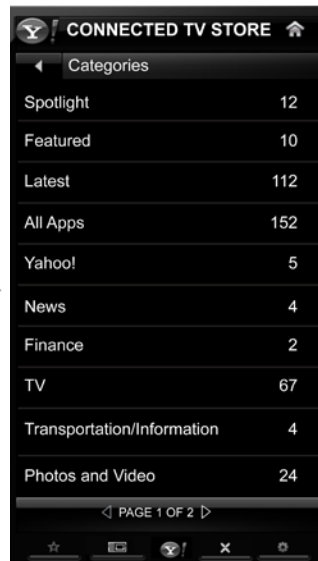 Y! CONNECTED TV STORE
Categories
Spotlight 12
Featured 10
Latest 112
All Apps 152
Yahoo! 5
News 4
Finance 2
TV 67
Transportation/Information 4
Photos and Video 24
PAGE 1 OF 2
Y!